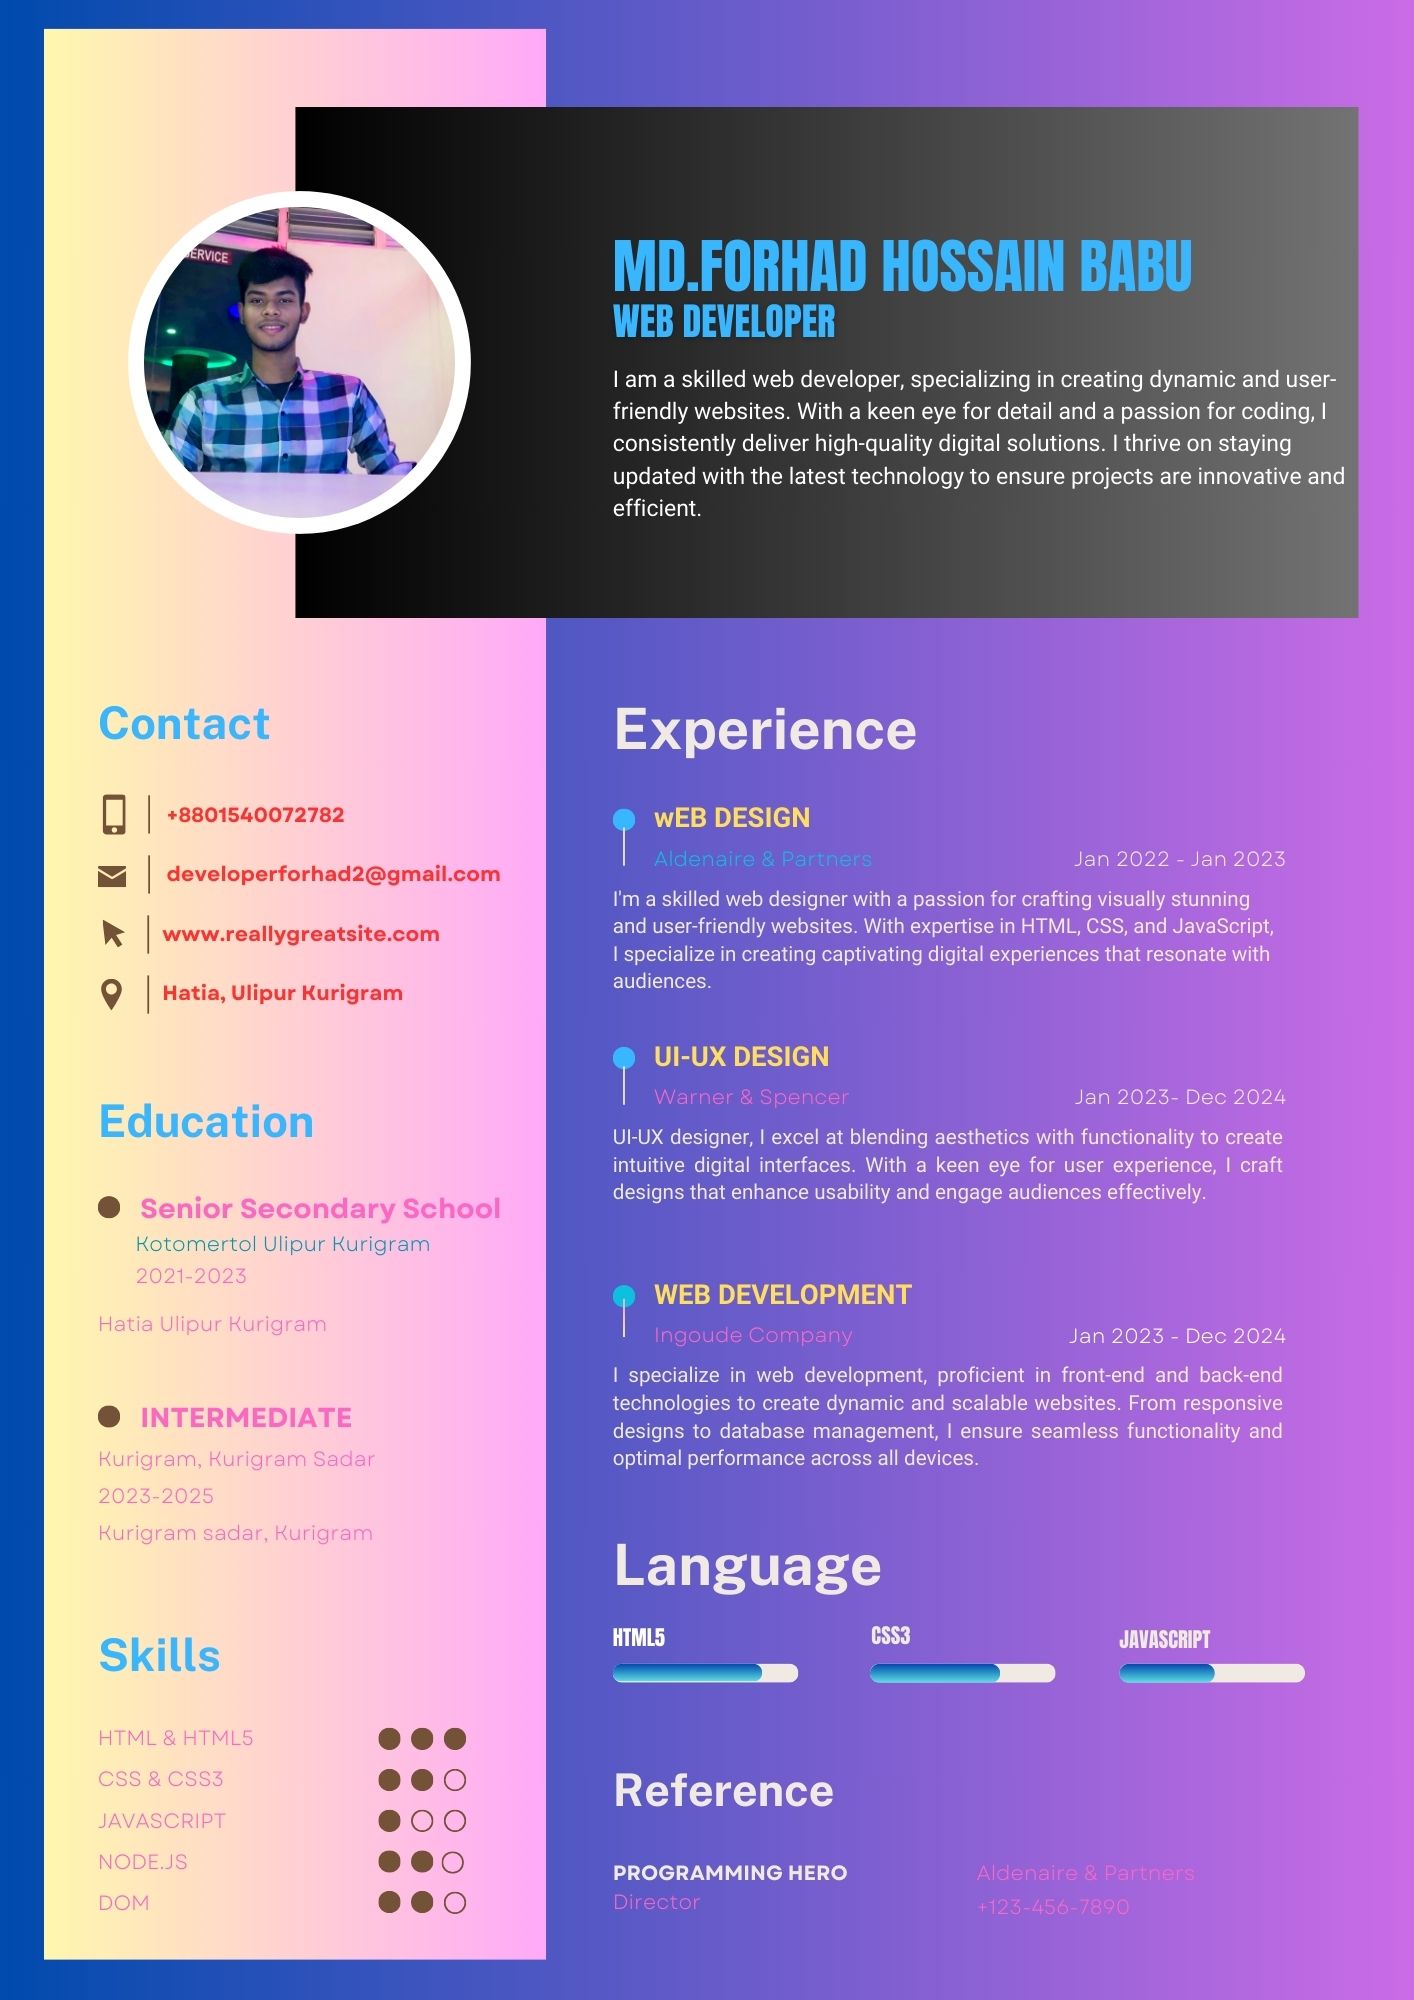 SERVICE
MD.FORHAD HOSSAIN BABU
WEB DEVELOPER
I am a skilled web developer, specializing in creating dynamic and user-
friendly websites. With a keen eye for detail and a passion for coding, I
consistently deliver high-quality digital solutions. I thrive on staying
updated with the latest technology to ensure projects are innovative and
efficient.
Contact
+8801540072782
developerforhad2@gmail.com
www.reallygreatsite.com
Hatia, Ulipur Kurigram
Education
Senior Secondary School
Kotomertol Ulipur Kurigram
2021-2023
Hatia Ulipur Kurigram
INTERMEDIATE
Kurigram, Kurigram Sadar
2023-2025
Kurigram sadar, Kurigram
Skills
HTML & HTML5
CSS & CSS3
JAVASCRIPT
NODE.JS
DOM
Experience
wEB DESIGN
Aldenaire & Partners Jan 2022 - Jan 2023
I'm a skilled web designer with a passion for crafting visually stunning
and user-friendly websites. With expertise in HTML, CSS, and JavaScript,
I specialize in creating captivating digital experiences that resonate with
audiences.
UI-UX DESIGN
Warner & Spencer Jan 2023- Dec 2024
UI-UX designer, I excel at blending aesthetics with functionality to create
intuitive digital interfaces. With a keen eye for user experience, I craft
designs that enhance usability and engage audiences effectively.
WEB DEVELOPMENT
Ingoude Company Jan 2023 - Dec 2024
I specialize in web development, proficient in front-end and back-end
technologies to create dynamic and scalable websites. From responsive
designs to database management, I ensure seamless functionality and
optimal performance across all devices.
Language
HTML5 CSS3 JAVASCRIPT
Reference
PROGRAMMING HERO
Director
Aldenaire & Partners
+123-456-7890